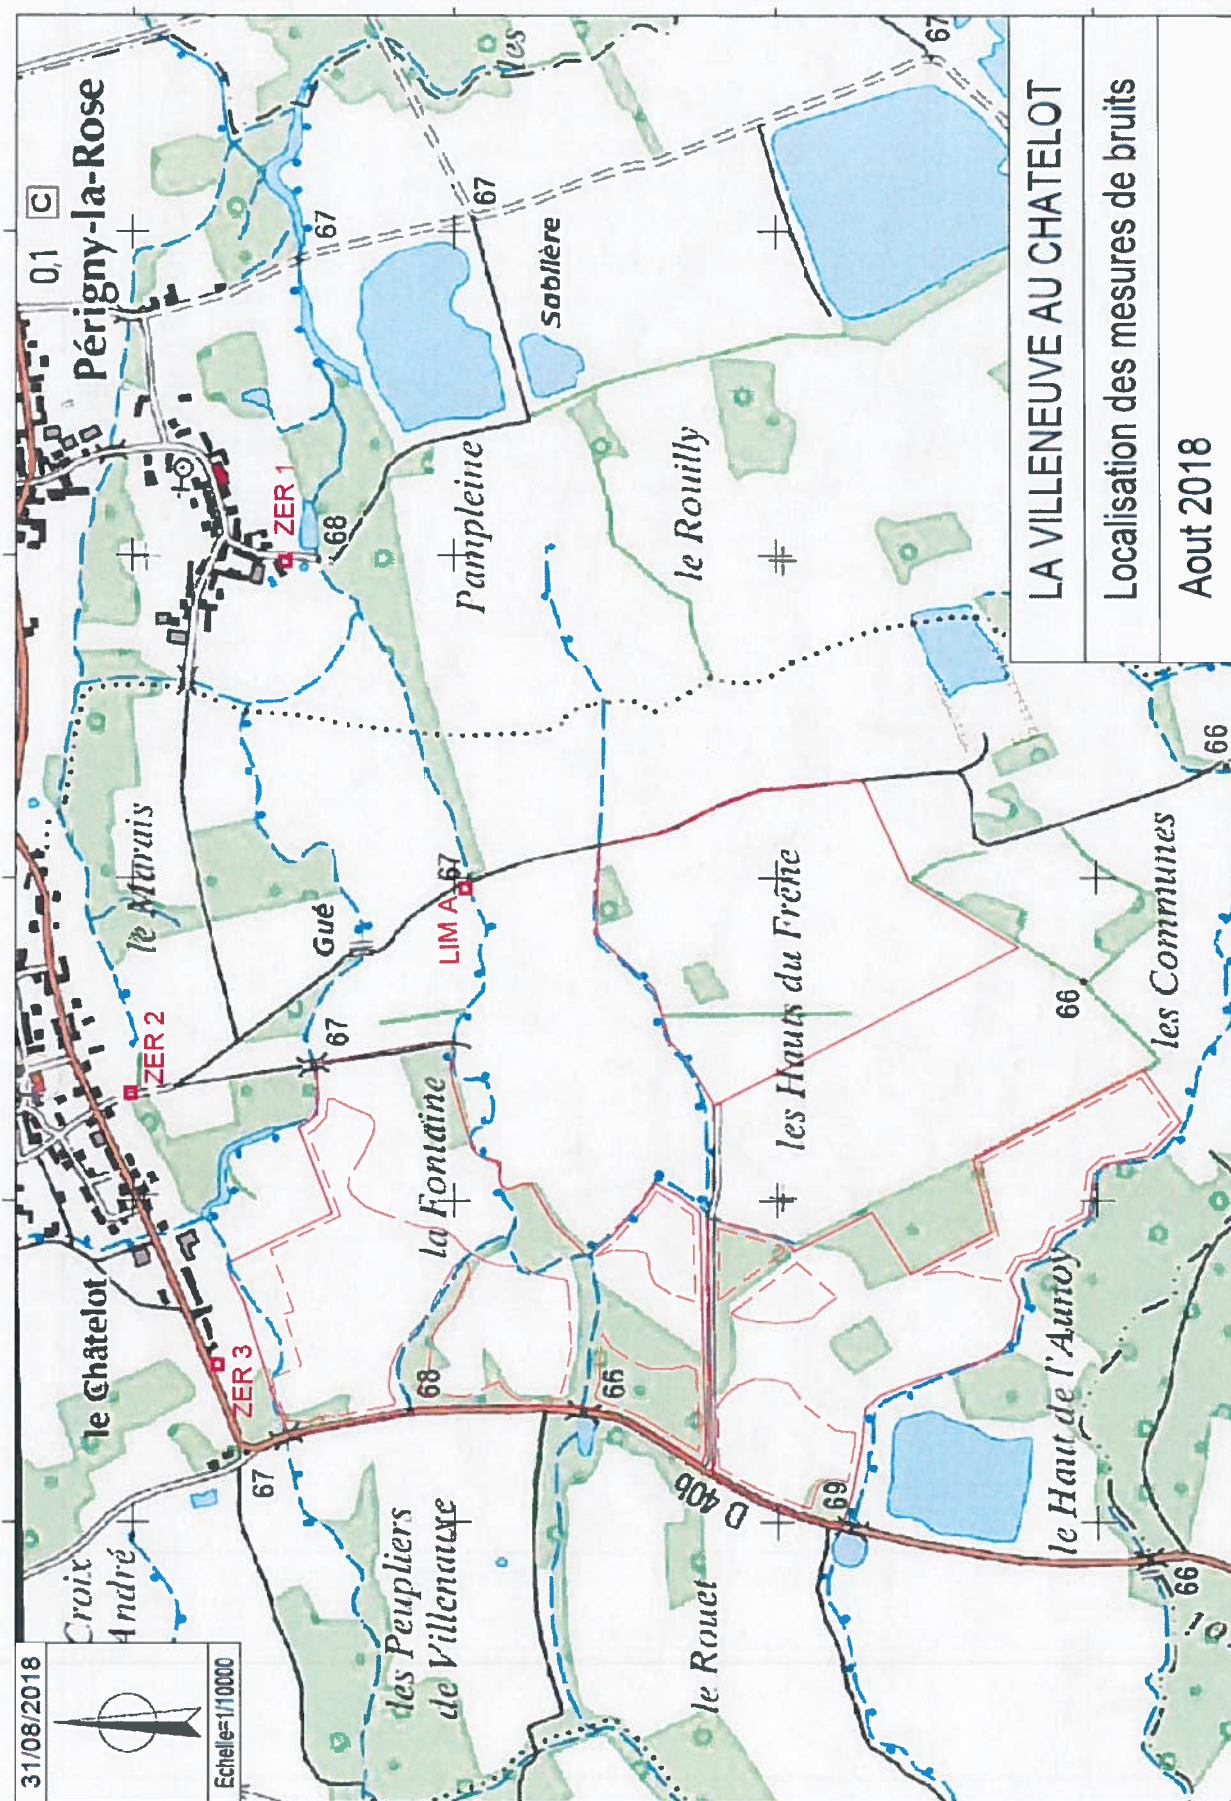 31/08/2018
Echelle=1/10000
Croix
André
le Châtelot
ZER 3
67
des Peupliers
de Villenauxe
68
66
le Rouet
D 40b
69
le Haut de l'Aunoy
66
ZER 2
le Marais
67
Gué
LIM A
67
la Fontaine
les Hauts du Frêne
66
les Communes
66
0,1
C
Périgny-la-Rose
ZER 1
68
67
67
67
les
Sablière
Pampleine
le Rouilly
LA VILLENEUVE AU CHATELOT
Localisation des mesures de bruits
Aout 2018